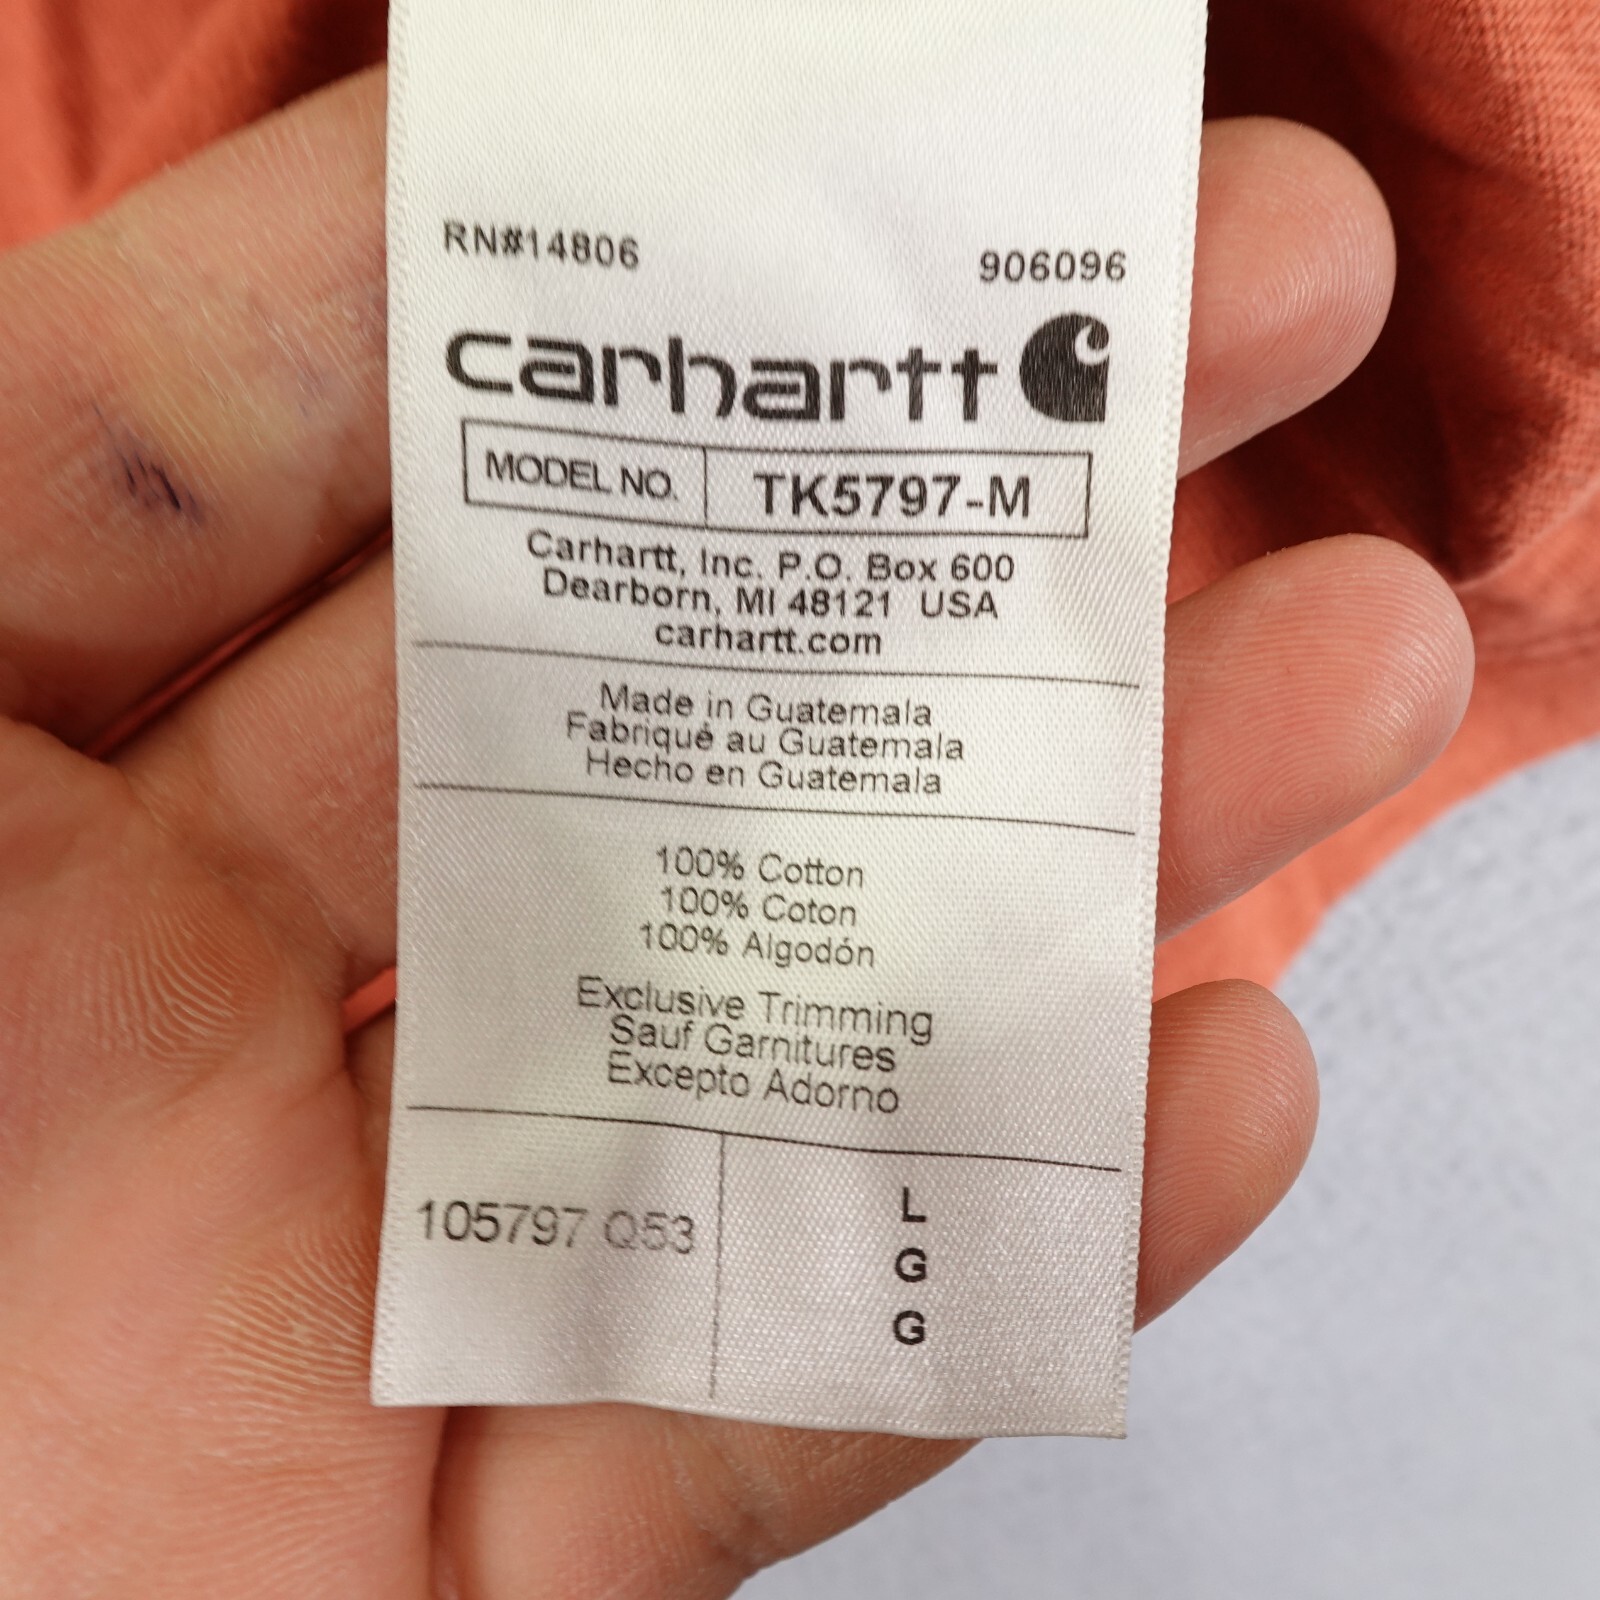 RN#14806 906096
carhartt
MODEL NO. TK5797-M
Carhartt, Inc. P.O. Box 600
Dearborn, MI 48121 USA
carhartt.com
Made in Guatemala
Fabriqué au Guatemala
Hecho en Guatemala
100% Cotton
100% Coton
100% Algodón
Exclusive Trimming
Sauf Garnitures
Excepto Adorno
105797 Q53
L
G
G